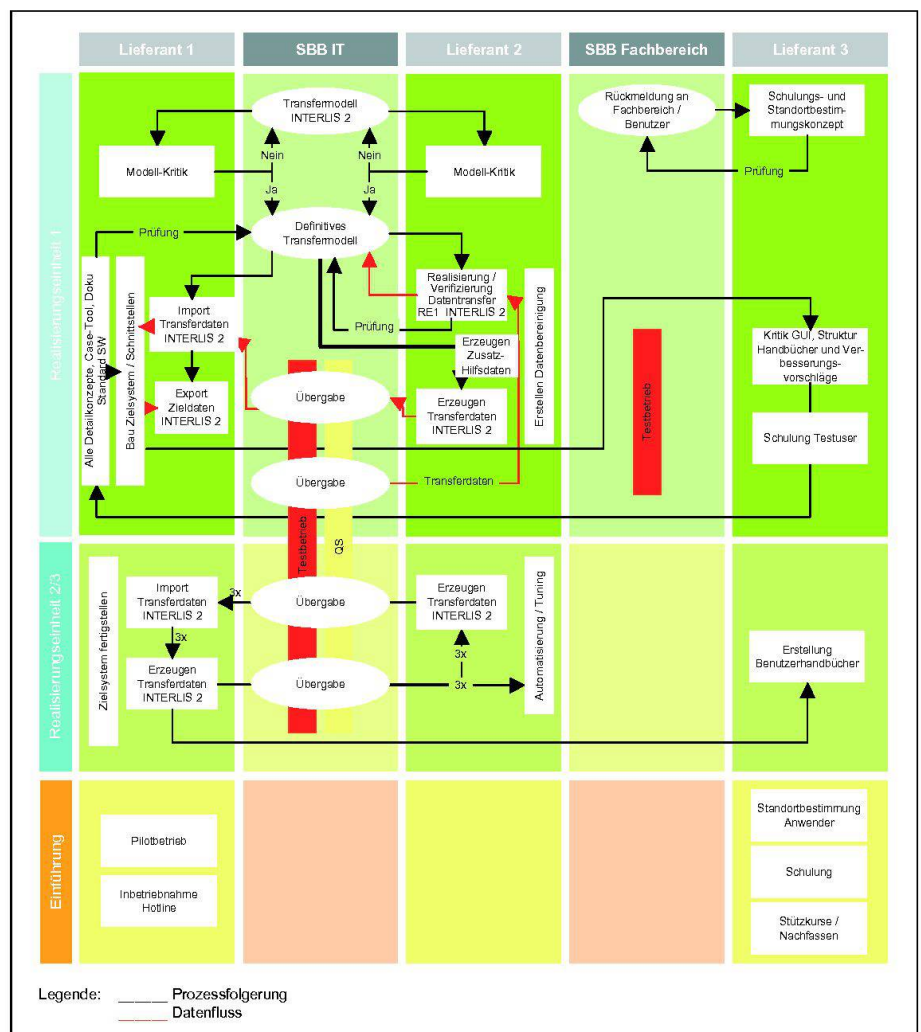 Lieferant 1
SBB IT
Lieferant 2
SBB Fachbereich
Lieferant 3
Realisierungseinheit 1
Transfermodell
INTERLIS 2
Rückmeldung an
Fachbereich /
Benutzer
Schulungs- und
Standortbestim-
mungskonzept
Nein
Nein
Modell-Kritik
Modell-Kritik
Prüfung
Ja
Ja
Prüfung
Definitives
Transfermodell
Alle Detailkonzepte, Case-Tool, Doku
Standard SW
Bau Zielsystem / Schnittstellen
Import
Transferdaten
INTERLIS 2
Export
Zieldaten
INTERLIS 2
Realisierung /
Verifizierung
Datentransfer
RE1 INTERLIS 2
Prüfung
Erzeugen
Zusatz-
Hilfsdaten
Erzeugen
Transferdaten
INTERLIS 2
Erstellen Datenbereinigung
Übergabe
Übergabe
Transferdaten
Testbetrieb
Kritik GUI, Struktur
Handbücher und Ver-
besserungs-
vorschläge
Schulung Testuser
Testbetrieb
QS
Realisierungseinheit 2/3
Zielsystem fertigstellen
Import
Transferdaten
INTERLIS 2
3x
3x
Erzeugen
Transferdaten
INTERLIS 2
Übergabe
Übergabe
Erzeugen
Transferdaten
INTERLIS 2
3x
3x
Automatisierung / Tuning
Erstellung
Benutzerhandbücher
Einführung
Pilotbetrieb
Inbetriebnahme
Hotline
Standortbestimmung
Anwender
Schulung
Stützkurse /
Nachfassen
Legende: ______ Prozessfolgerung
______ Datenfluss